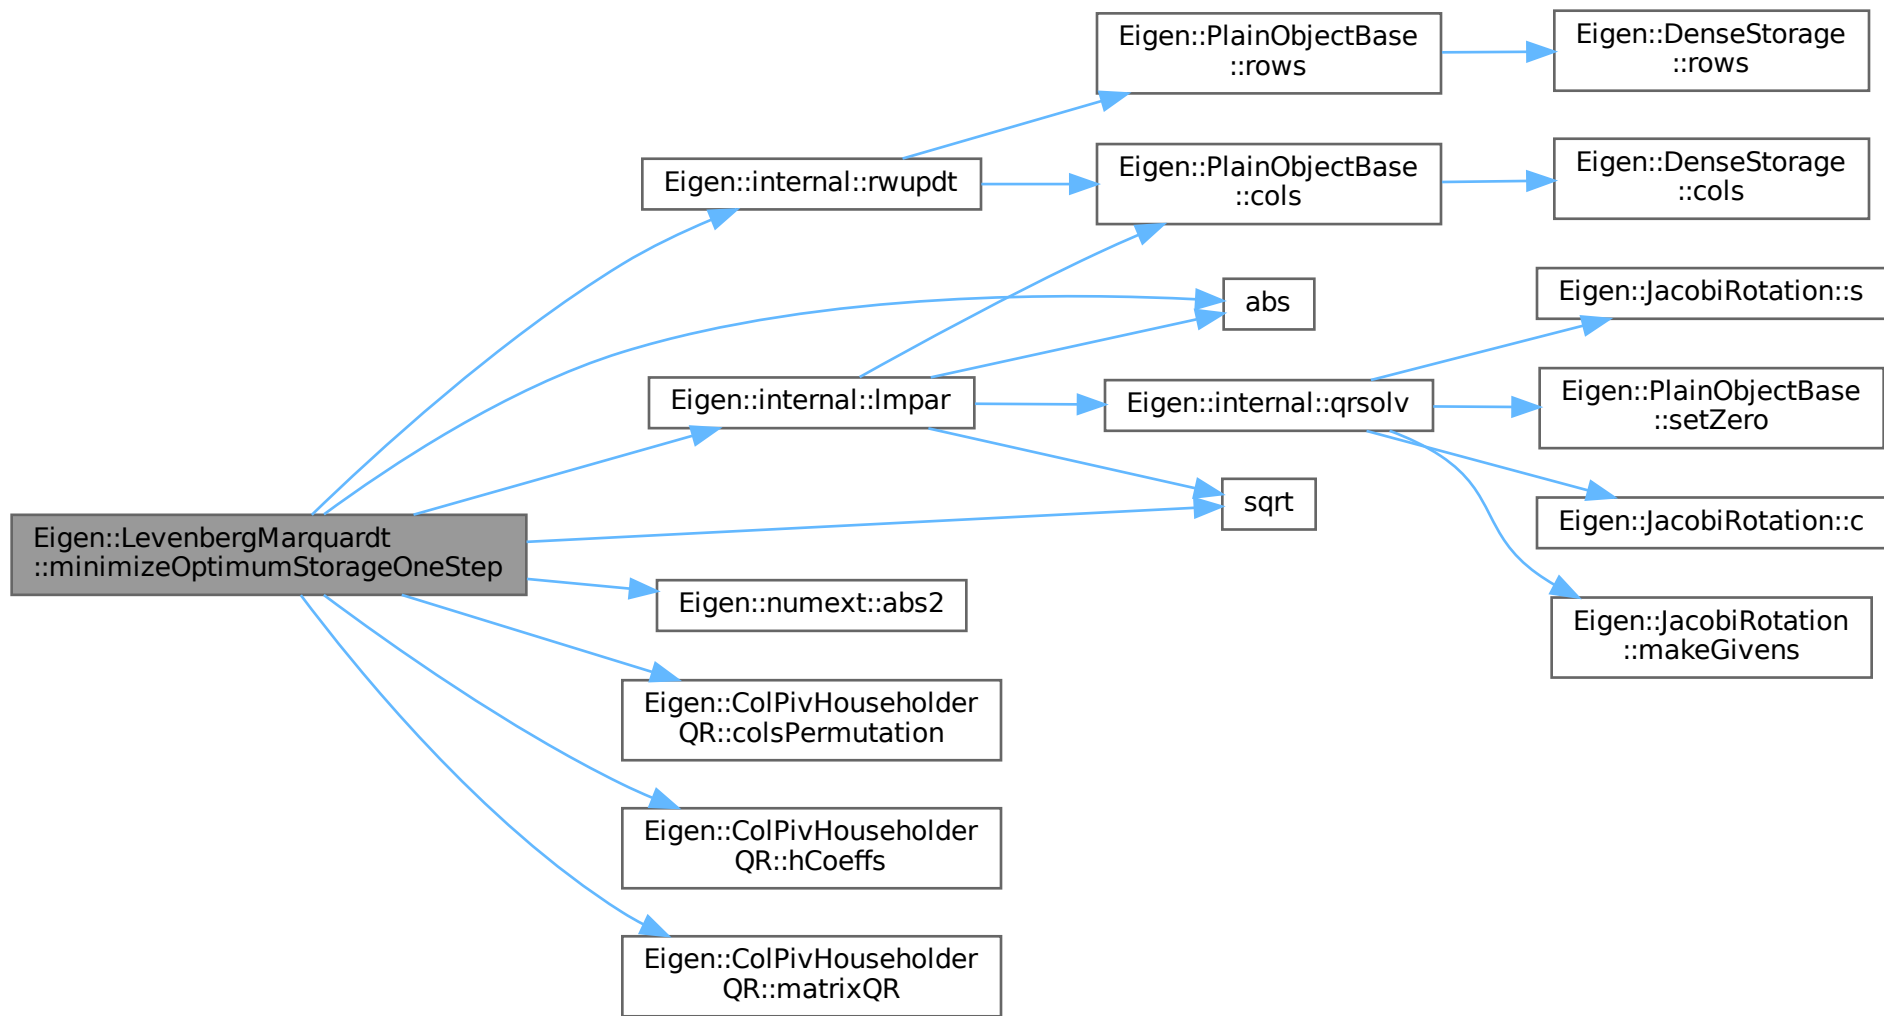 Eigen::LevenbergMarquardt
::minimizeOptimumStorageOneStep
Eigen::internal::rwupdt
Eigen::PlainObjectBase
::rows
Eigen::DenseStorage
::rows
Eigen::PlainObjectBase
::cols
Eigen::DenseStorage
::cols
abs
Eigen::internal::lmpar
Eigen::internal::qrsolv
Eigen::JacobiRotation::s
Eigen::PlainObjectBase
::setZero
Eigen::JacobiRotation::c
Eigen::JacobiRotation
::makeGivens
sqrt
Eigen::numext::abs2
Eigen::ColPivHouseholder
QR::colsPermutation
Eigen::ColPivHouseholder
QR::hCoeffs
Eigen::ColPivHouseholder
QR::matrixQR